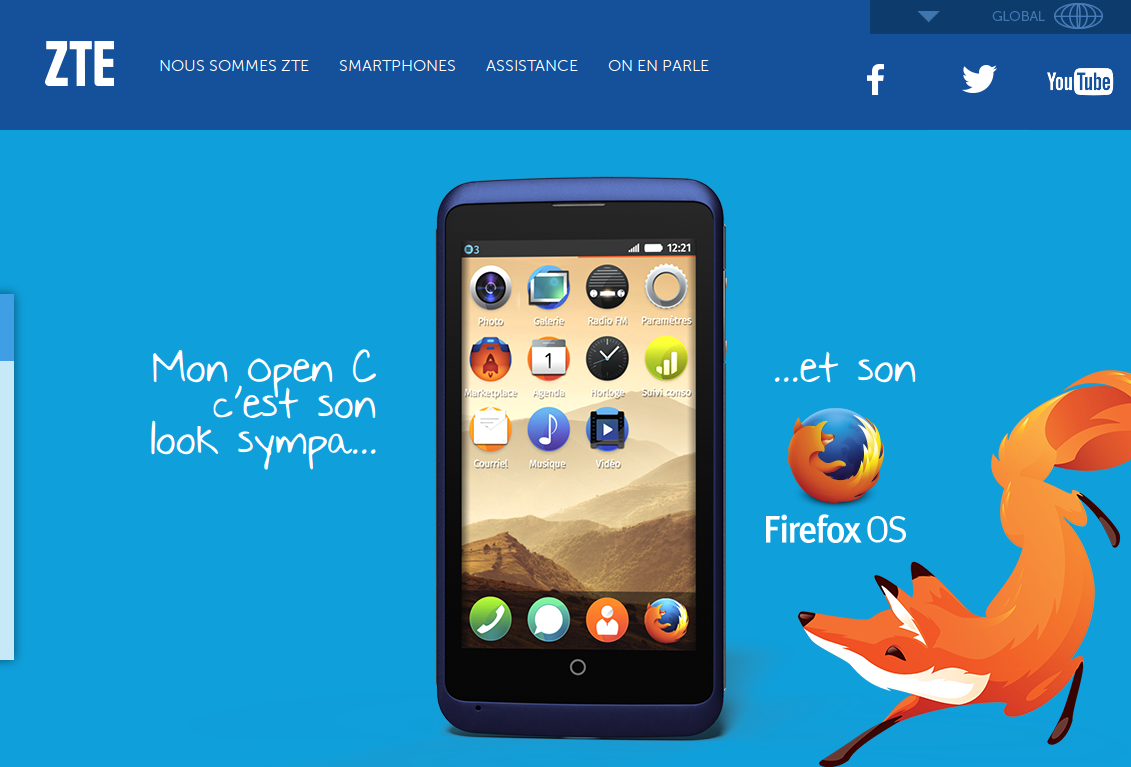 GLOBAL
ZTE
NOUS SOMMES ZTE
SMARTPHONES
ASSISTANCE
ON EN PARLE
f
YouTube
3
12:21
Photo
Galerie
Radio FM
Paramètres
1
Marketplace
Agenda
Horloge
Suivi conso
Courriel
Musique
Vidéo
Mon open C
c'est son
look sympa...
...et son
Firefox OS